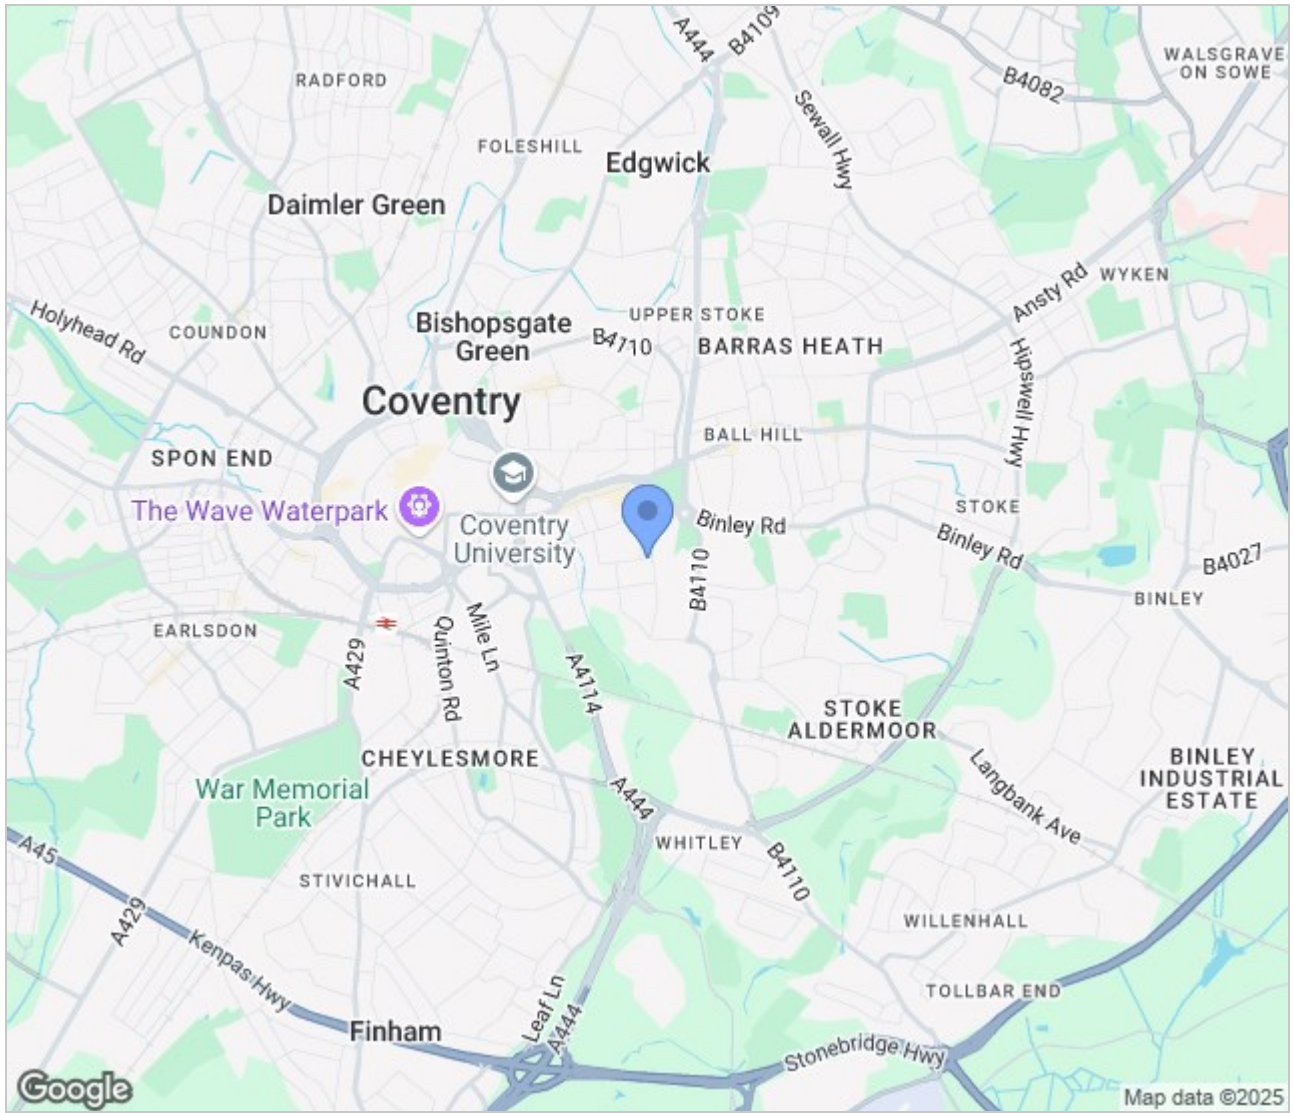 A444
B4109
WALSGRAVE
ON SOWE
RADFORD
B4082
Sewall Hwy
FOLESHILL
Edgwick
Daimler Green
Ansty Rd
WYKEN
Holyhead Rd
COUNDON
Bishopsgate
Green
UPPER STOKE
B4110
BARRAS HEATH
Hipswell Hwy
Coventry
BALL HILL
SPON END
The Wave Waterpark
Coventry
University
Binley Rd
STOKE
Binley Rd
B4027
B4110
BINLEY
EARLSDON
Mile Ln
Quinton Rd
A429
A4114
STOKE
ALDERMOOR
CHEYLESMORE
Langbank Ave
BINLEY
INDUSTRIAL
ESTATE
War Memorial
Park
A444
WHITLEY
B4110
A45
STIVICHALL
A429
WILLENHALL
Kenpas Hwy
Leaf Ln
A444
TOLLBAR END
Finham
Stonebridge Hwy
Google
Map data ©2025